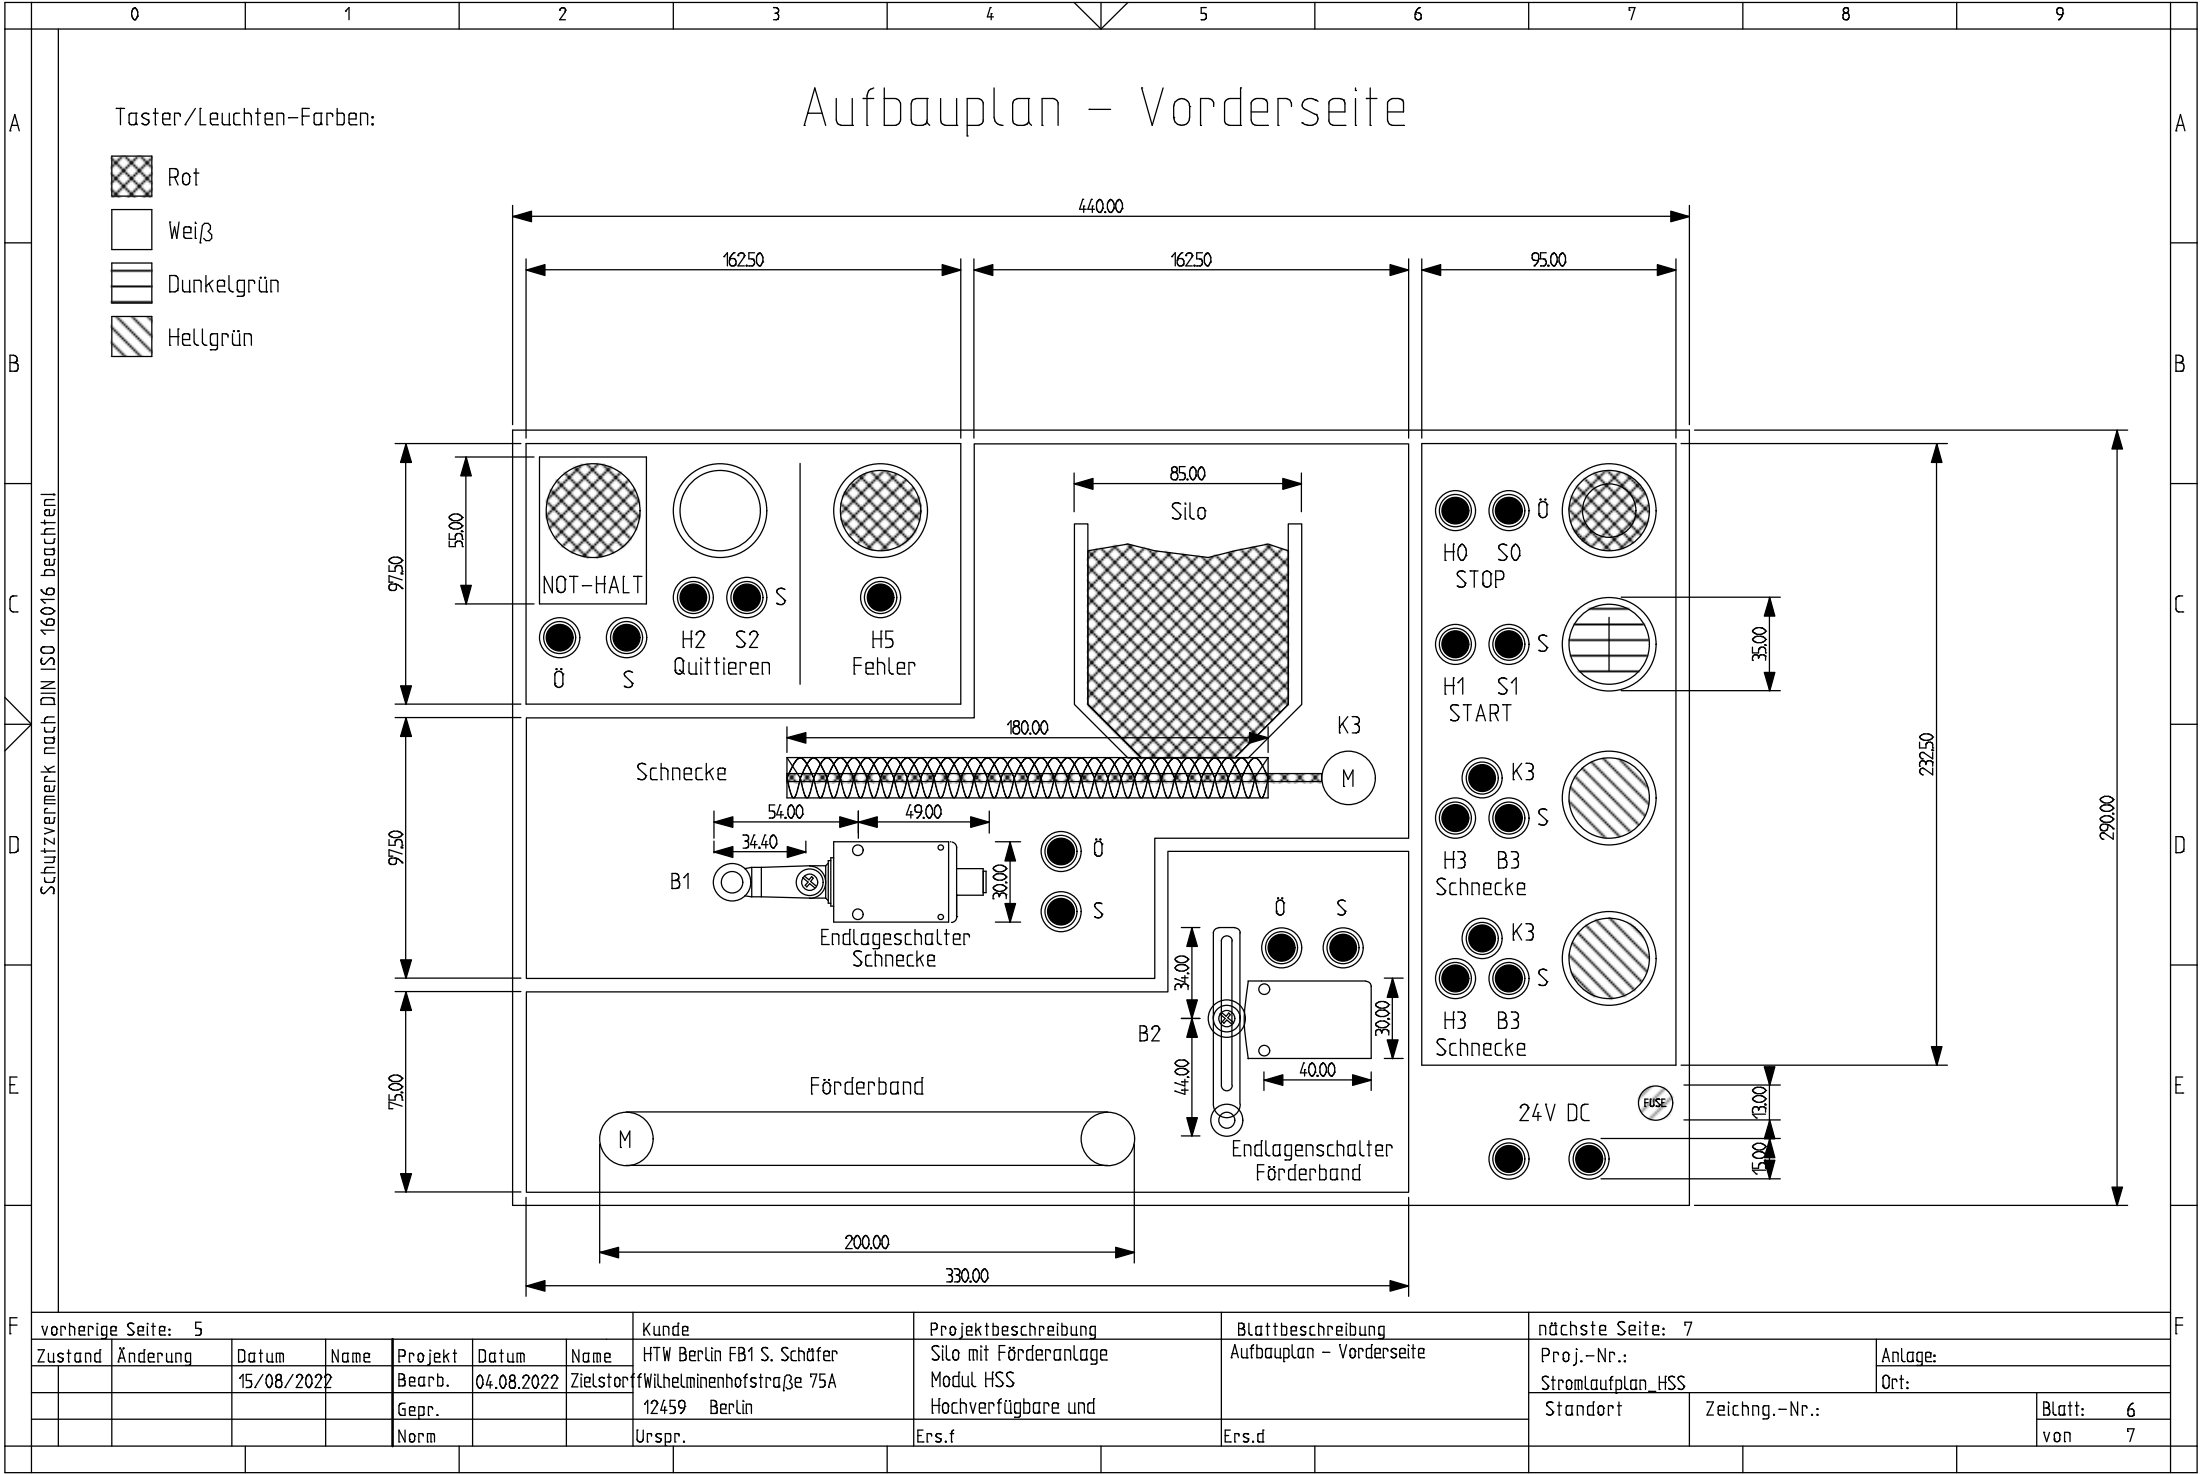 0 1 2 3 4 5 6 7 8 9
A A
B B
C C
D D
E E
F F
Schutzvermerk nach DIN ISO 16016 beachten!
Aufbauplan - Vorderseite
Taster/Leuchten-Farben:
Rot
Weiß
Dunkelgrün
Hellgrün
440.00
162.50 162.50 95.00
97.50
55.00
NOT-HALT
Ö S
S
H2 S2
Quittieren
H5
Fehler
85.00
Silo
180.00
K3
M
Schnecke
97.50
54.00 49.00
34.40
30.00
B1
Ö
S
Endlageschalter
Schnecke
Ö S
34.00
44.00
B2
30.00
40.00
Endlagenschalter
Förderband
75.00
Förderband
M
200.00
330.00
Ö
H0 S0
STOP
S
H1 S1
START
35.00
K3
S
H3 B3
Schnecke
K3
S
H3 B3
Schnecke
232.50
290.00
24V DC
FUSE
13.00
15.00
vorherige Seite: 5
Kunde
Projektbeschreibung
Blattbeschreibung
nächste Seite: 7
Zustand Änderung Datum Name Projekt Datum Name
15/08/2022 Bearb. 04.08.2022 Zielstorff
Gepr.
Norm
HTW Berlin FB1 S. Schäfer
Wilhelminenhofstraße 75A
12459 Berlin
Urspr.
Silo mit Förderanlage
Modul HSS
Hochverfügbare und
Ers.f
Aufbauplan - Vorderseite
Ers.d
Proj.-Nr.:
Stromlaufplan_HSS
Anlage:
Ort:
Standort
Zeichng.-Nr.:
Blatt: 6
von 7